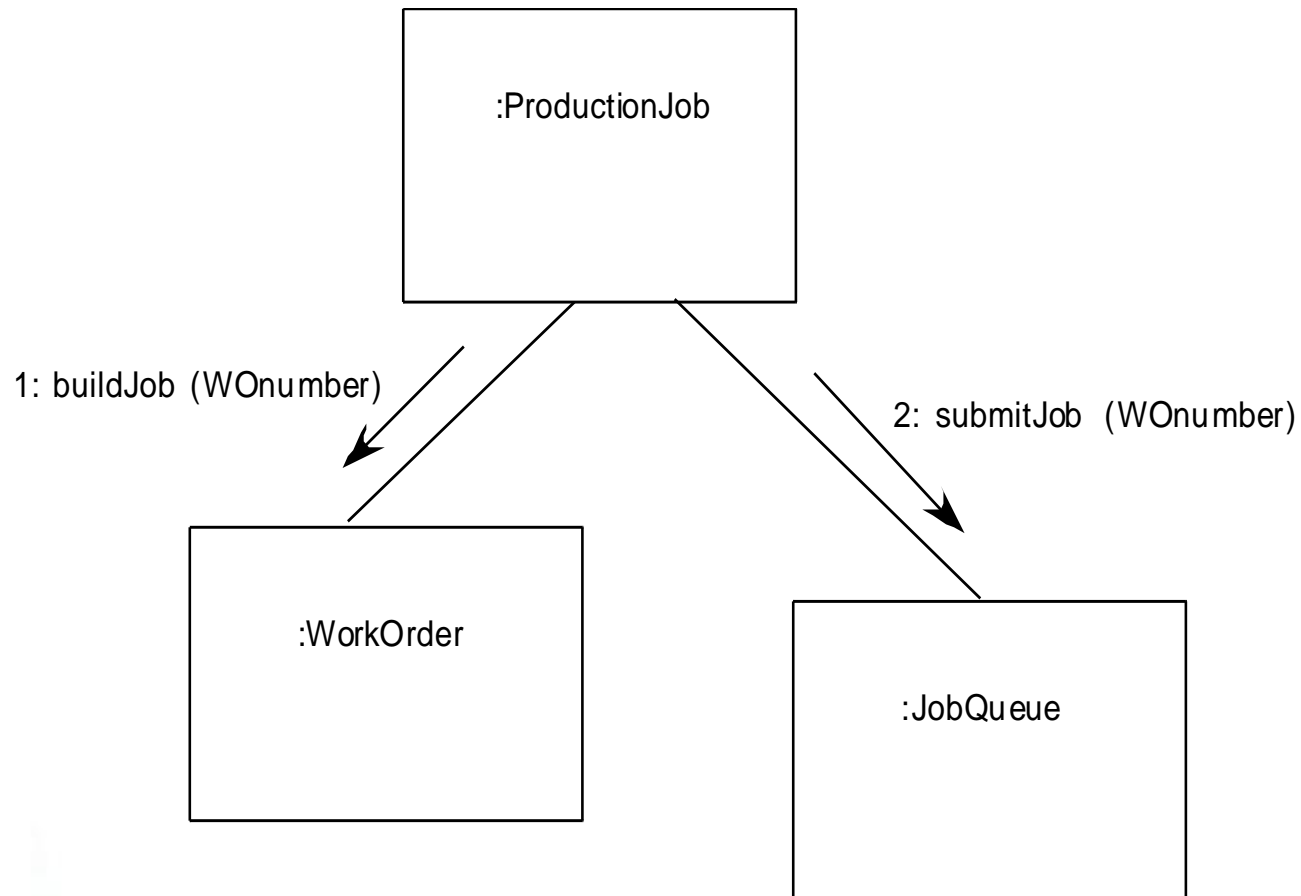 :ProductionJob
1: buildJob (WOnumber)
2: submitJob (WOnumber)
:WorkOrder
:JobQueue